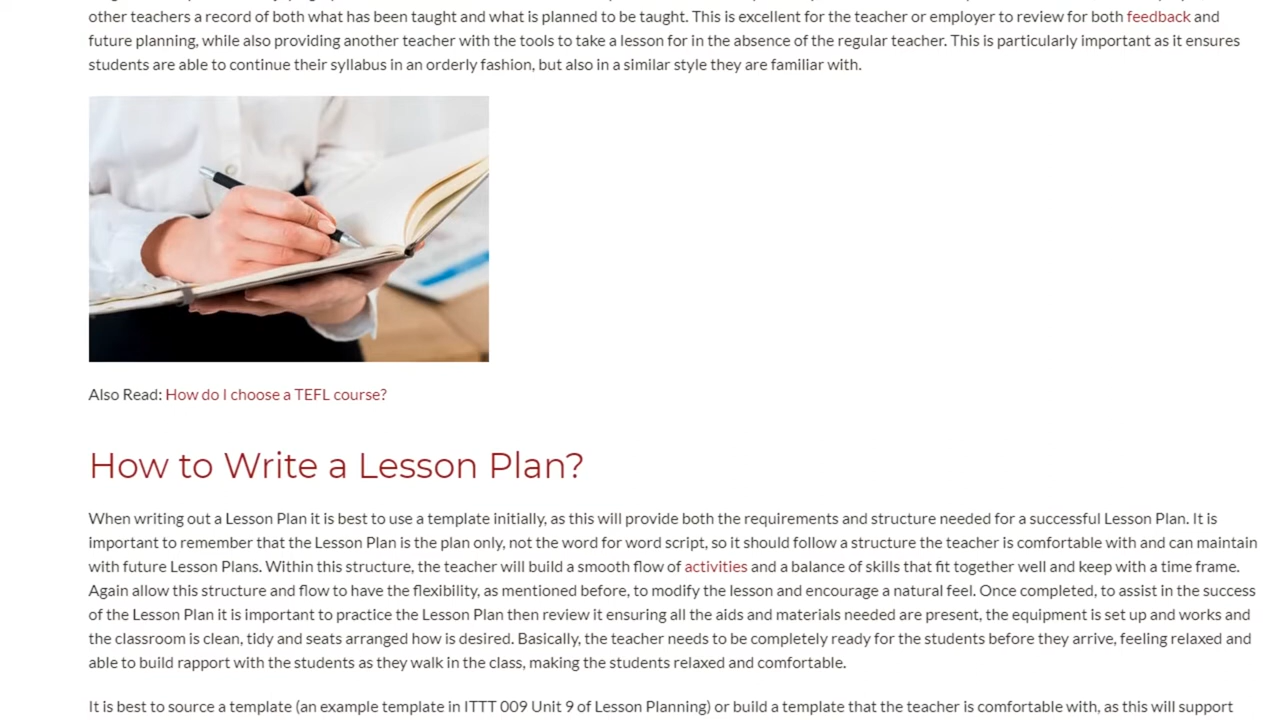 other teachers a record of both what has been taught and what is planned to be taught. This is excellent for the teacher or employer to review for both feedback and
future planning, while also providing another teacher with the tools to take a lesson for in the absence of the regular teacher. This is particularly important as it ensures
students are able to continue their syllabus in an orderly fashion, but also in a similar style they are familiar with.
Also Read: How do I choose a TEFL course?
How to Write a Lesson Plan?
When writing out a Lesson Plan it is best to use a template initially, as this will provide both the requirements and structure needed for a successful Lesson Plan. It is
important to remember that the Lesson Plan is the plan only, not the word for word script, so it should follow a structure the teacher is comfortable with and can maintain
with future Lesson Plans. Within this structure, the teacher will build a smooth flow of activities and a balance of skills that fit together well and keep with a time frame.
Again allow this structure and flow to have the flexibility, as mentioned before, to modify the lesson and encourage a natural feel. Once completed, to assist in the success
of the Lesson Plan it is important to practice the Lesson Plan then review it ensuring all the aids and materials needed are present, the equipment is set up and works and
the classroom is clean, tidy and seats arranged how is desired. Basically, the teacher needs to be completely ready for the students before they arrive, feeling relaxed and
able to build rapport with the students as they walk in the class, making the students relaxed and comfortable.
It is best to source a template (an example template in ITTT 009 Unit 9 of Lesson Planning) or build a template that the teacher is comfortable with, as this will support